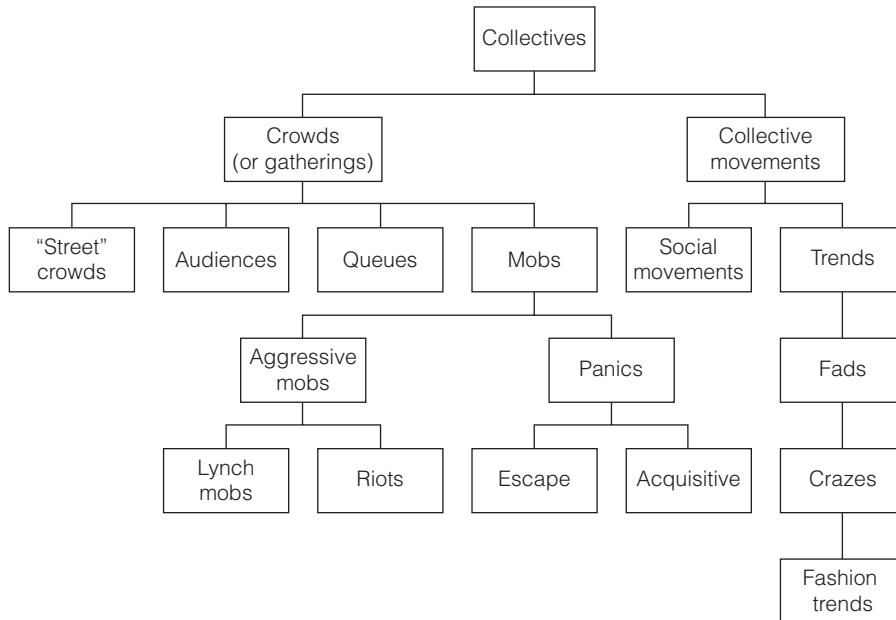 Collectives
Crowds
(or gatherings)
Collective
movements
“Street”
crowds
Audiences
Queues
Mobs
Social
movements
Trends
Aggressive
mobs
Panics
Fads
Lynch
mobs
Riots
Escape
Acquisitive
Crazes
Fashion
trends